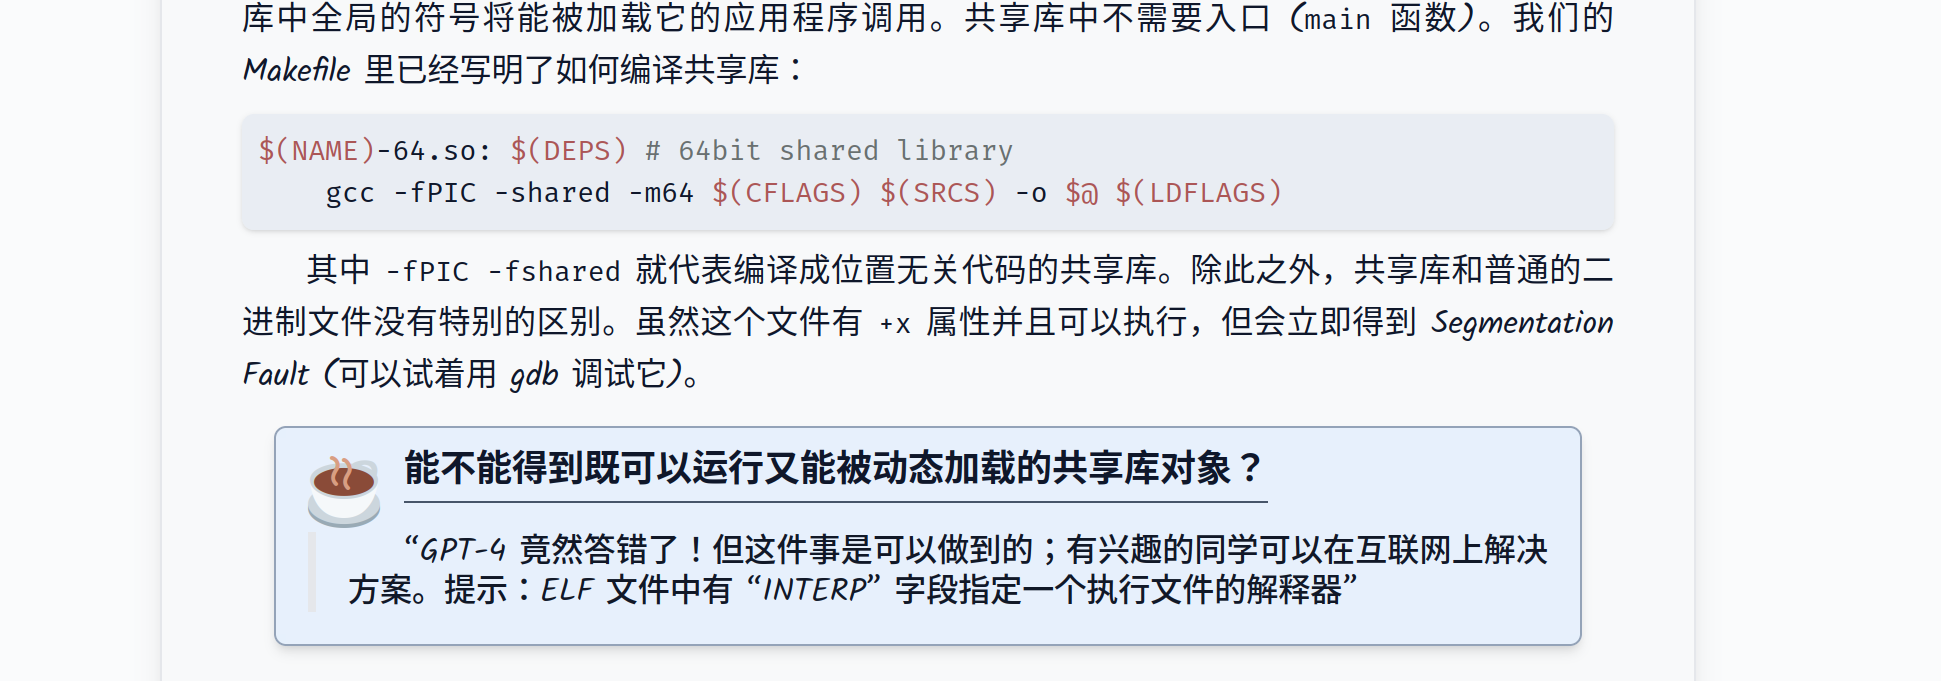 库中全局的符号将能被加载它的应用程序调用。共享库中不需要入口 (main 函数)。我们的
Makefile 里已经写明了如何编译共享库：
$(NAME)-64.so: $(DEPS) # 64bit shared library
gcc -fPIC -shared -m64 $(CFLAGS) $(SRCS) -o $@ $(LDFLAGS)
其中 -fPIC -fshared 就代表编译成位置无关代码的共享库。除此之外，共享库和普通的二
进制文件没有特别的区别。虽然这个文件有 +x 属性并且可以执行，但会立即得到 Segmentation
Fault (可以试着用 gdb 调试它)。
能不能得到既可以运行又能被动态加载的共享库对象？
“GPT-4 竟然答错了！但这件事是可以做到的；有兴趣的同学可以在互联网上解决
方案。提示：ELF 文件中有 “INTERP” 字段指定一个执行文件的解释器”